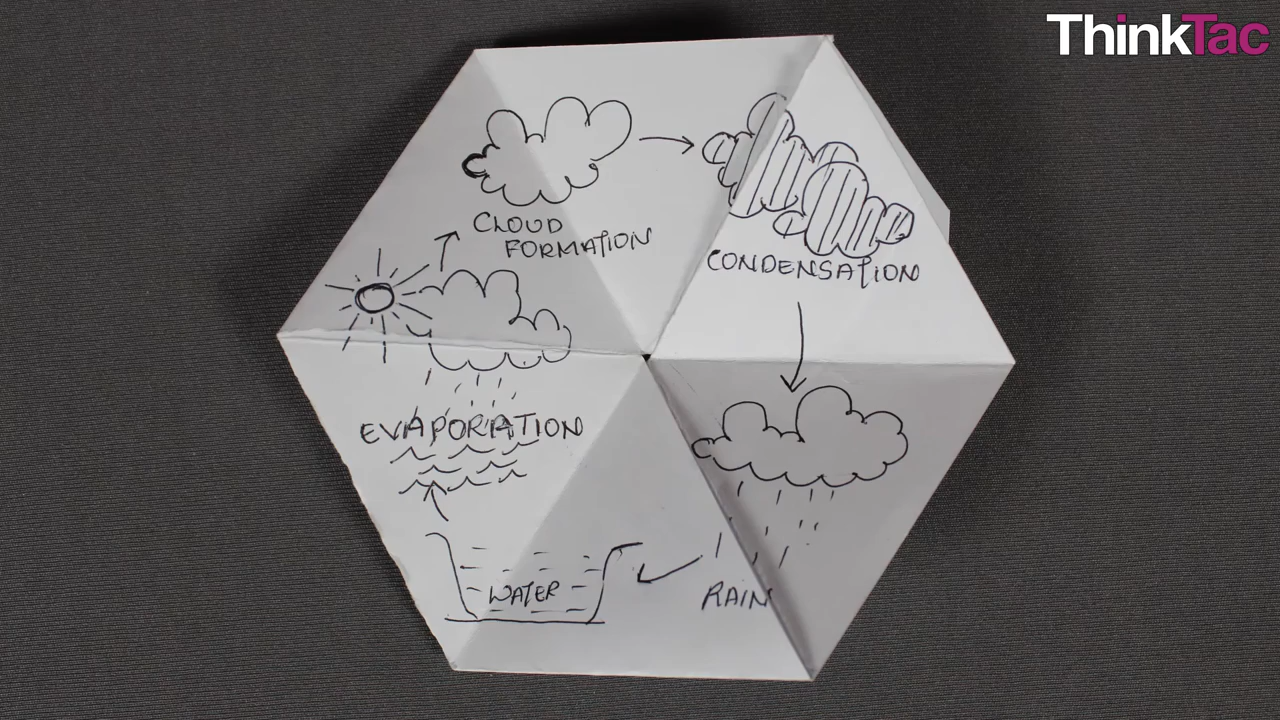 ThinkTac
CLOUD
FORMATION
CONDENSATION
EVAPORATION
WATER
RAIN